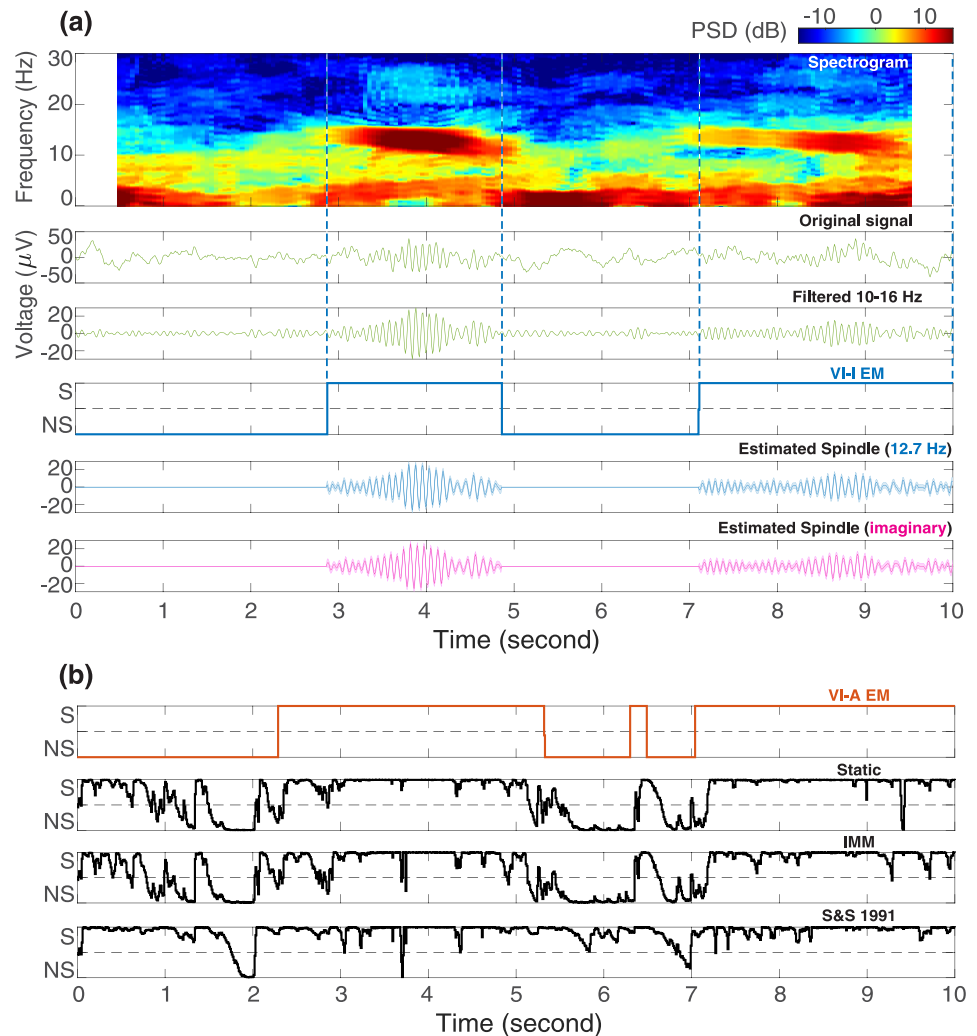 (a)
PSD (dB)
-10 0 10
Spectrogram
Frequency (Hz)
30
20
10
0
Original signal
Voltage (μV)
50
0
-50
Filtered 10-16 Hz
20
0
-20
VI-I EM
S
NS
Estimated Spindle (12.7 Hz)
20
0
-20
Estimated Spindle (imaginary)
20
0
-20
0 1 2 3 4 5 6 7 8 9 10
Time (second)
(b)
VI-A EM
S
NS
Static
S
NS
IMM
S
NS
S&S 1991
S
NS
0 1 2 3 4 5 6 7 8 9 10
Time (second)